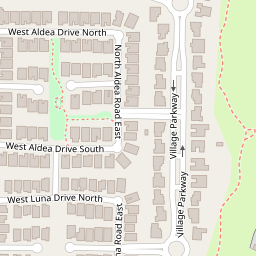 West Aldea Drive North
North Aldea Road East
Village Parkway
West Aldea Drive South
Village Parkway
West Luna Drive North
Road East